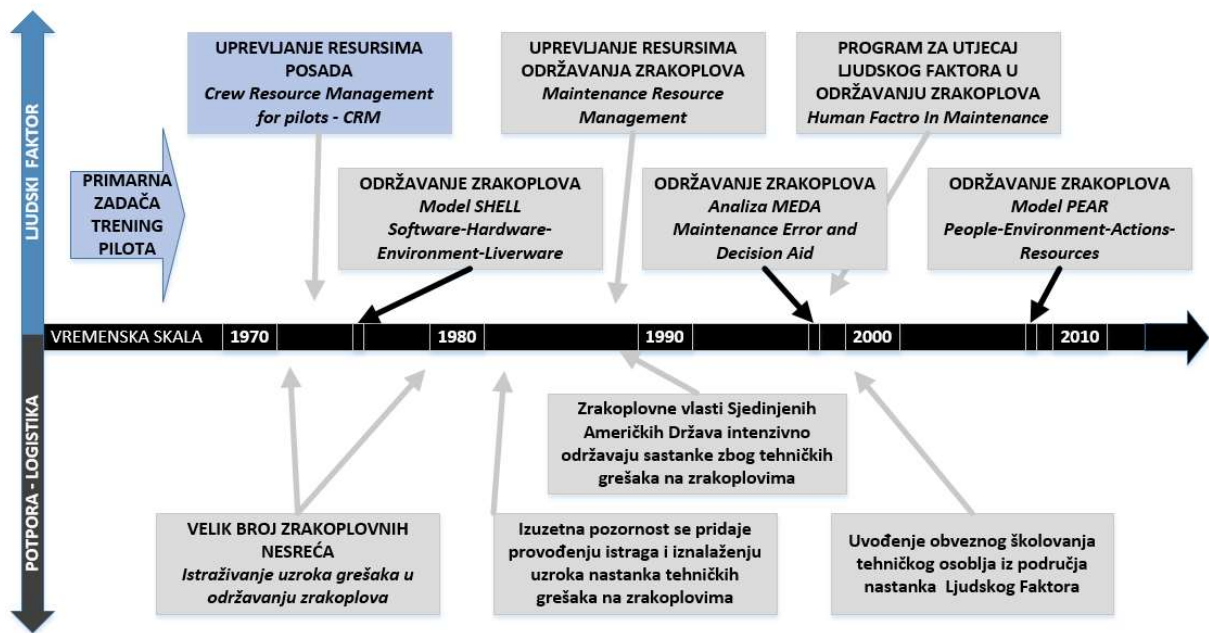 LJUDSKI FAKTOR
POTPORA - LOGISTIKA
UPREVLJANJE RESURSIMA
POSADA
Crew Resource Management
for pilots - CRM
UPREVLJANJE RESURSIMA
ODRŽAVANJA ZRAKOPLOVA
Maintenance Resource
Management
PROGRAM ZA UTJECAJ
LJUDSKOG FAKTORA U
ODRŽAVANJU ZRAKOPLOVA
Human Factro In Maintenance
PRIMARNA
ZADAĆA
TRENING
PILOTA
ODRŽAVANJE ZRAKOPLOVA
Model SHELL
Software-Hardware-
Environment-Liverware
ODRŽAVANJE ZRAKOPLOVA
Analiza MEDA
Maintenance Error and
Decision Aid
ODRŽAVANJE ZRAKOPLOVA
Model PEAR
People-Environment-Actions-
Resources
VREMENSKA SKALA 1970 1980 1990 2000 2010
Zrakoplovne vlasti Sjedinjenih
Američkih Država intenzivno
održavaju sastanke zbog tehničkih
grešaka na zrakoplovima
VELIK BROJ ZRAKOPLOVNIH
NESREĆA
Istraživanje uzroka grešaka u
održavanju zrakoplova
Izuzetna pozornost se pridaje
provođenju istraga i iznalaženju
uzroka nastanka tehničkih
grešaka na zrakoplovima
Uvođenje obveznog školovanja
tehničkog osoblja iz područja
nastanka Ljudskog Faktora